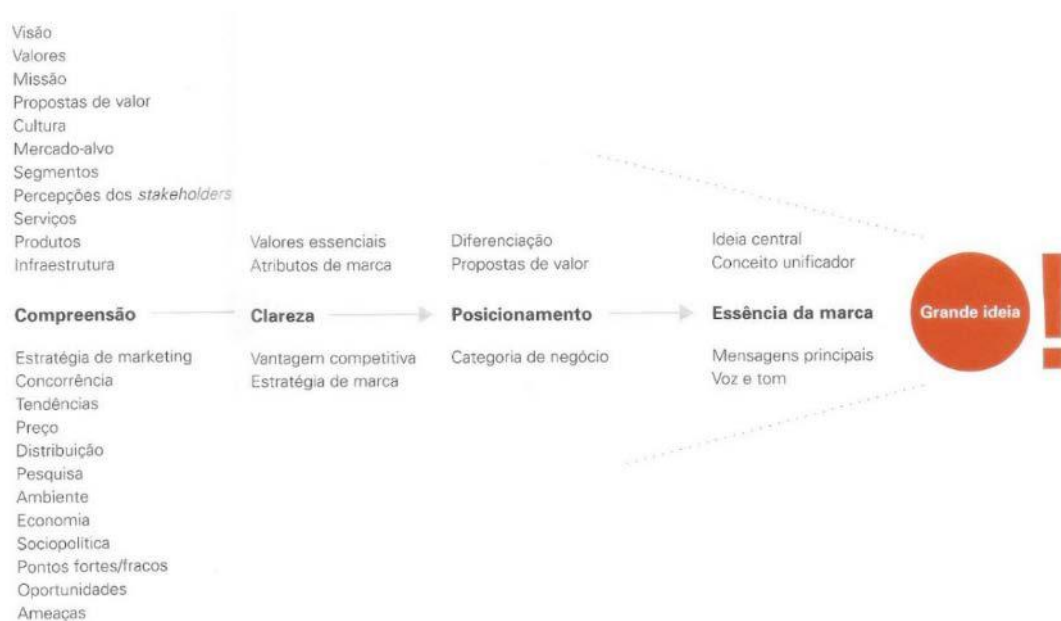 Visão
Valores
Missão
Propostas de valor
Cultura
Mercado-alvo
Segmentos
Percepções dos stakeholders
Serviços
Produtos
Infraestrutura
Compreensão
Estratégia de marketing
Concorrência
Tendências
Preço
Distribuição
Pesquisa
Ambiente
Economia
Sociopolítica
Pontos fortes/fracos
Oportunidades
Ameaças
Valores essenciais
Atributos de marca
Clareza
Vantagem competitiva
Estratégia de marca
Diferenciação
Propostas de valor
Posicionamento
Categoria de negócio
Ideia central
Conceito unificador
Essência da marca
Mensagens principais
Voz e tom
Grande ideia
!